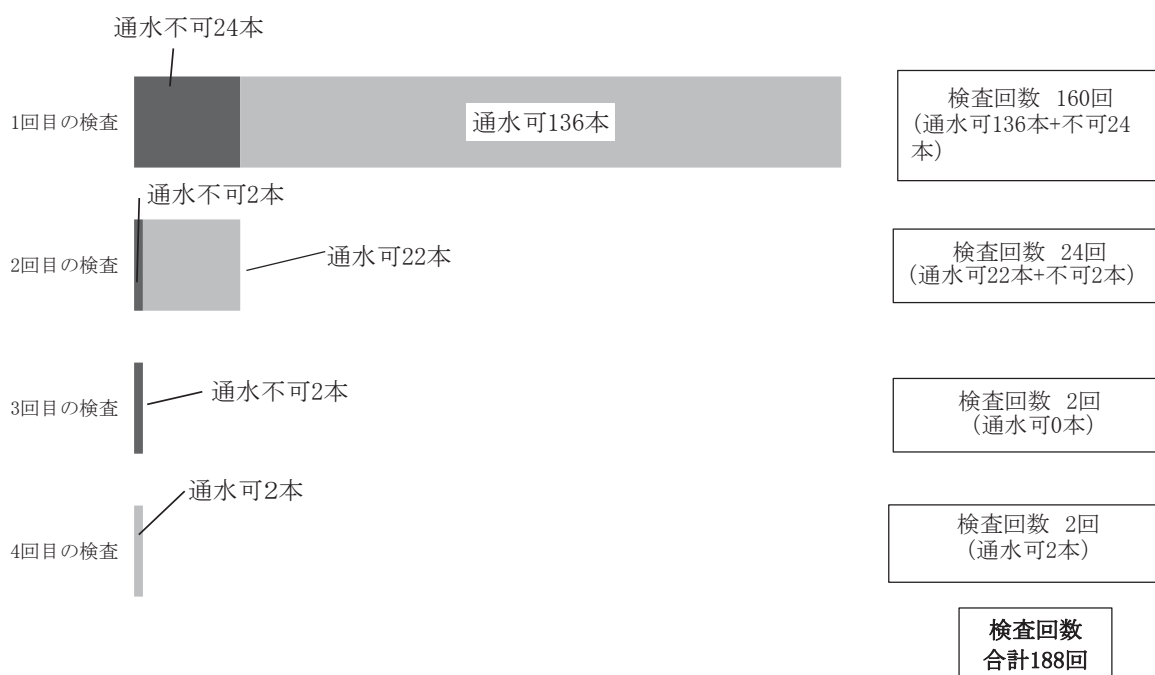 通水不可24本
1回目の検査
通水可136本
検査回数 160回
(通水可136本+不可24
本)
通水不可2本
2回目の検査
通水可22本
検査回数 24回
(通水可22本+不可2本)
3回目の検査
通水不可2本
検査回数 2回
(通水可0本)
4回目の検査
通水可2本
検査回数 2回
(通水可2本)
検査回数
合計188回